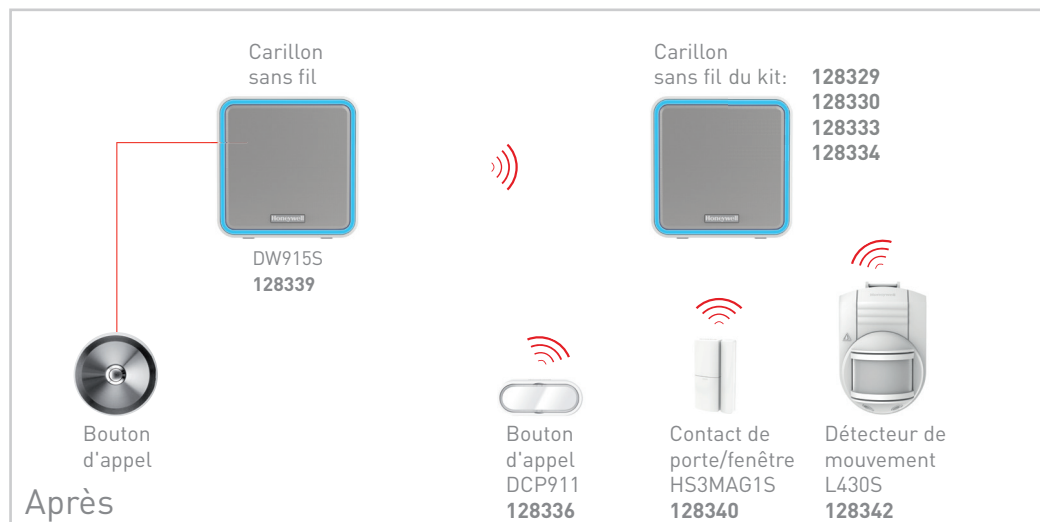 Carillon
sans fil
Honeywell
DW915S
128339
Carillon
sans fil du kit:
128329
128330
128333
128334
Honeywell
Bouton
d'appel
Bouton
d'appel
DCP911
128336
Contact de
porte/fenêtre
HS3MAG1S
128340
Détecteur de
mouvement
L430S
128342
Après